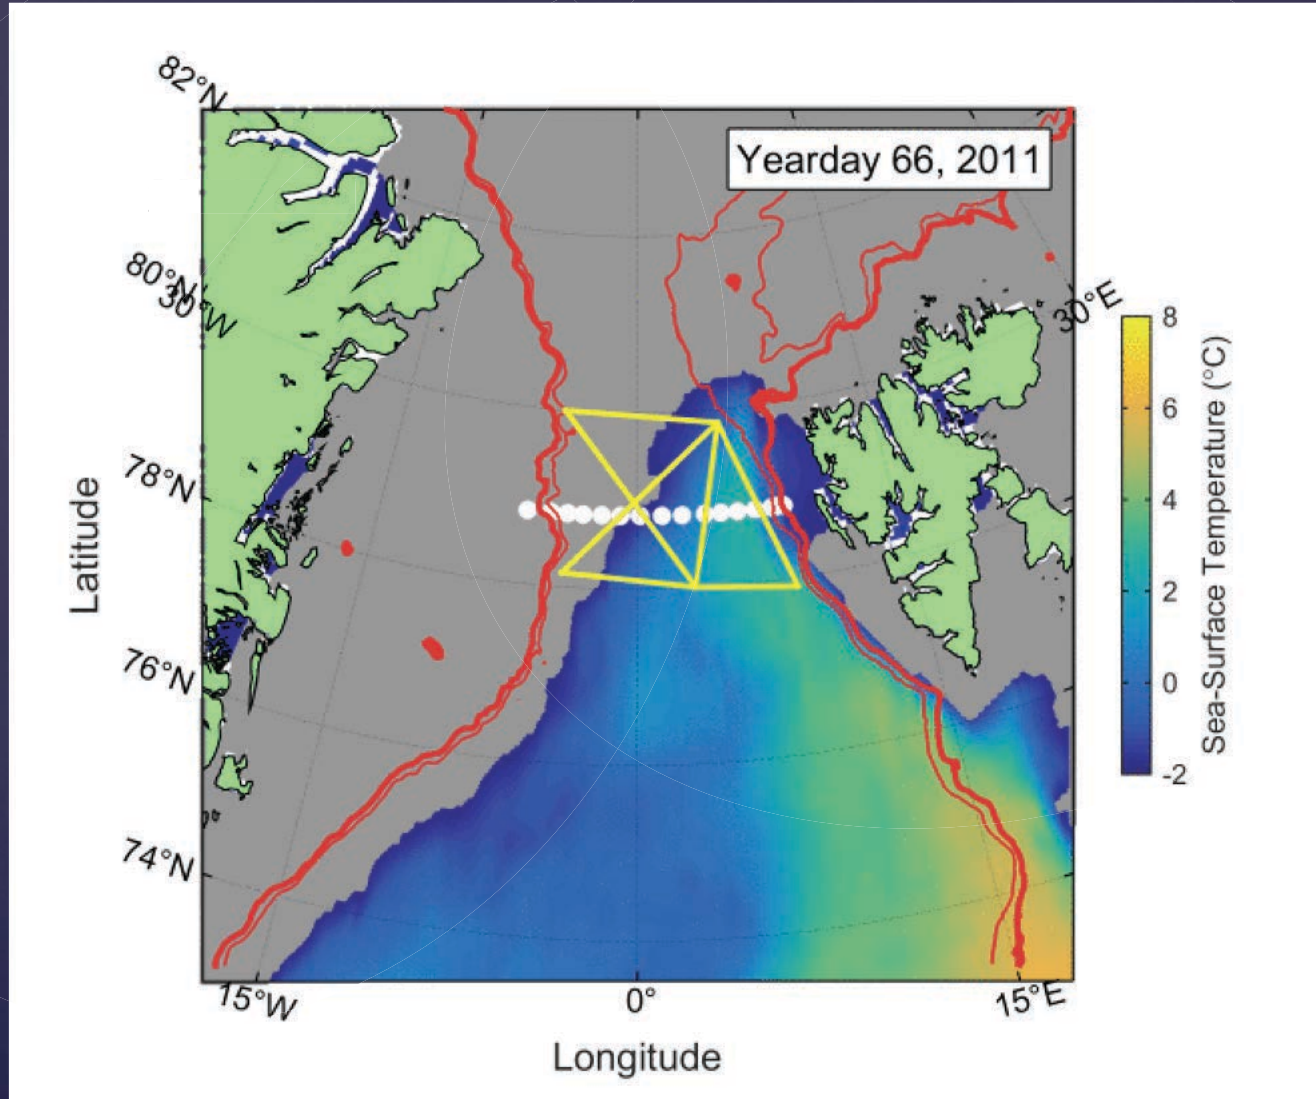 82°N
Yearday 66, 2011
80°N
30°W
30°E
78°N
76°N
74°N
15°W
0°
15°E
Longitude
Latitude
8
6
4
2
0
-2
Sea-Surface Temperature (°C)